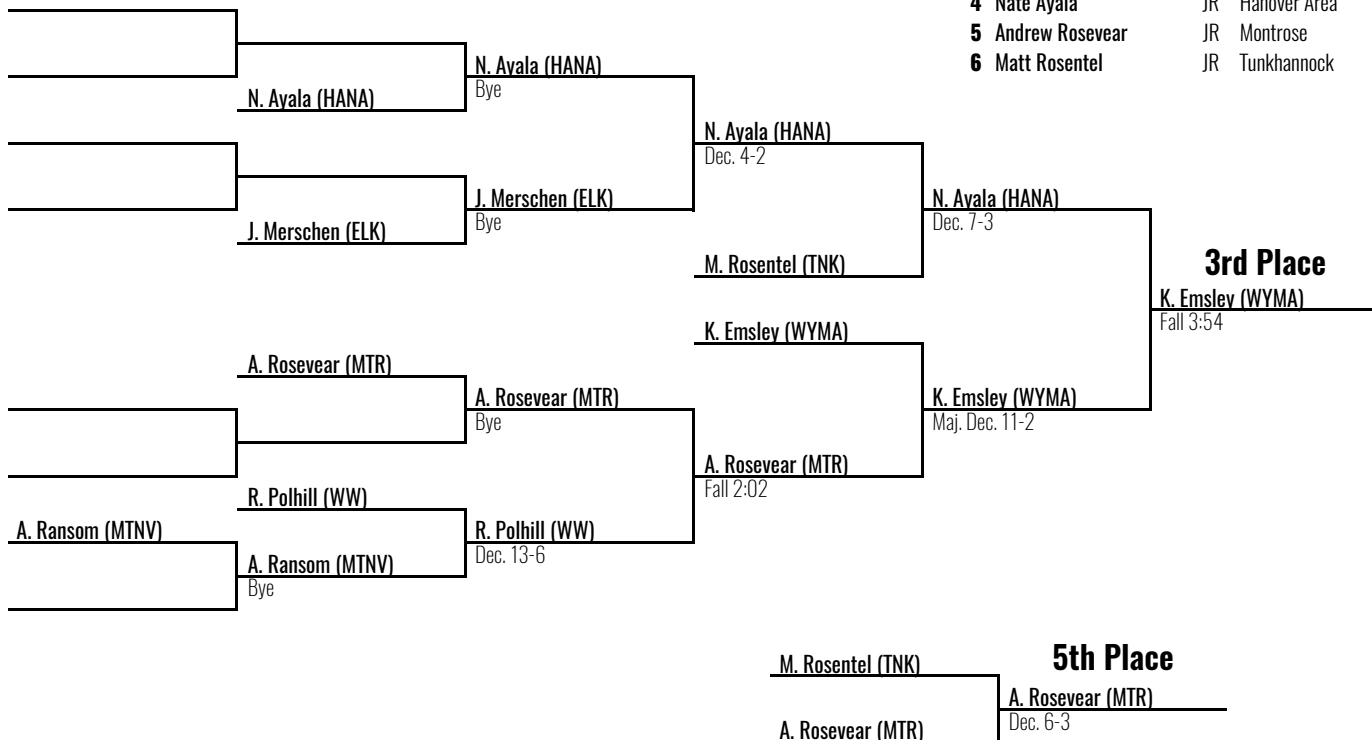 4 Nate Ayala JR Hanover Area
5 Andrew Rosevear JR Montrose
6 Matt Rosentel JR Tunkhannock
N. Ayala (HANA)
Bye
N. Ayala (HANA)
N. Ayala (HANA)
Dec. 4-2
J. Merschen (ELK)
Bye
N. Ayala (HANA)
Dec. 7-3
J. Merschen (ELK)
M. Rosentel (TNK)
3rd Place
K. Emsley (WYMA)
Fall 3:54
K. Emsley (WYMA)
A. Rosevear (MTR)
A. Rosevear (MTR)
Bye
K. Emsley (WYMA)
Maj. Dec. 11-2
A. Rosevear (MTR)
Fall 2:02
R. Polhill (WW)
A. Ransom (MTNV)
R. Polhill (WW)
Dec. 13-6
A. Ransom (MTNV)
Bye
5th Place
M. Rosentel (TNK)
A. Rosevear (MTR)
Dec. 6-3
A. Rosevear (MTR)